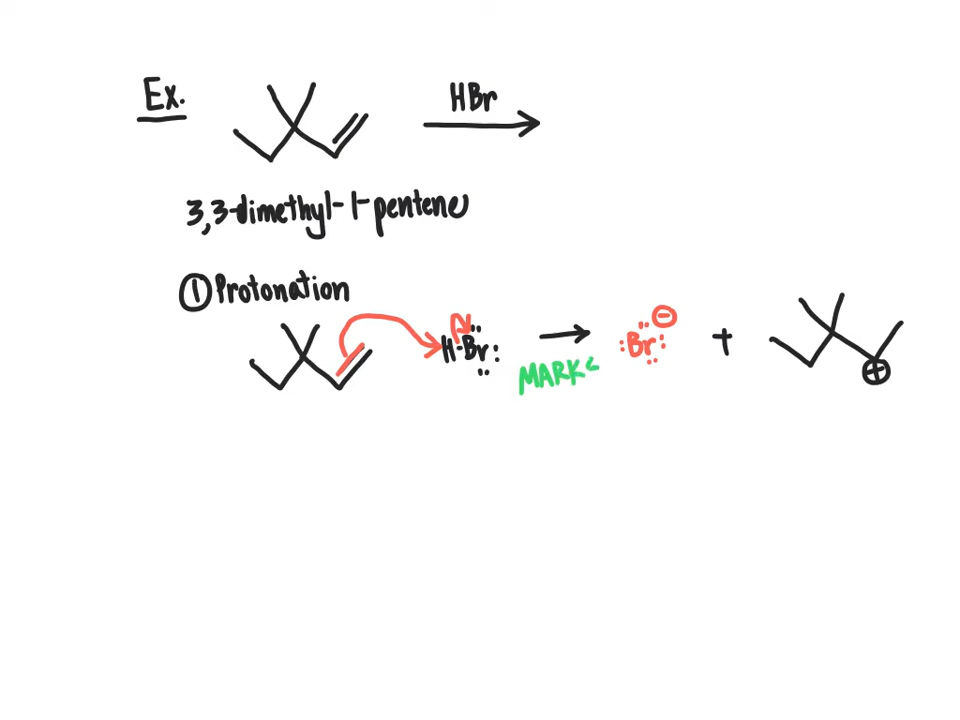 Ex.
HBr
3,3-dimethyl-1-pentene
① Protonation
H-Br: → :Br: ⊖ + ⊕
MARK